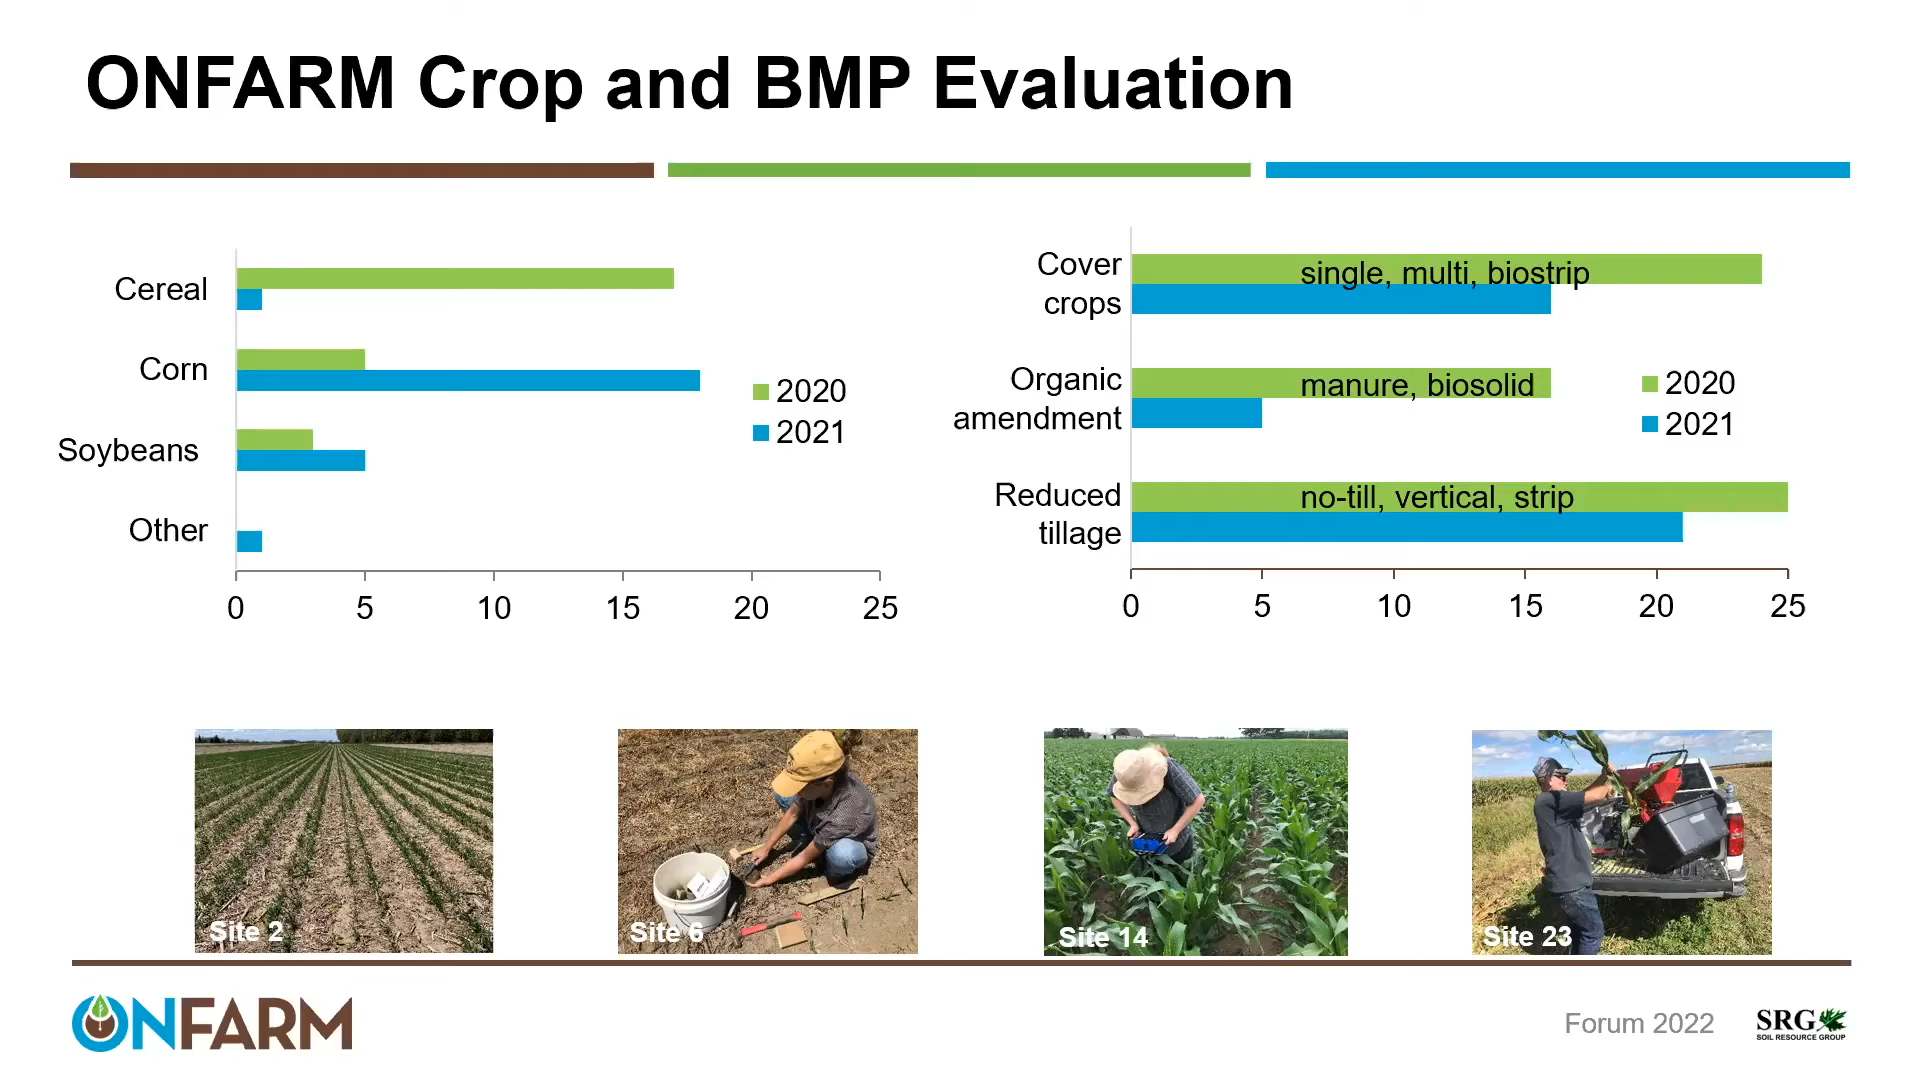 ONFARM Crop and BMP Evaluation
Cereal
Corn
Soybeans
Other
2020
2021
0 5 10 15 20 25
Cover
crops
single, multi, biostrip
Organic
amendment
manure, biosolid
Reduced
tillage
no-till, vertical, strip
2020
2021
0 5 10 15 20 25
Site 2
Site 6
Site 14
Site 23
ONFARM
Forum 2022
SRG
SOIL RESOURCE GROUP